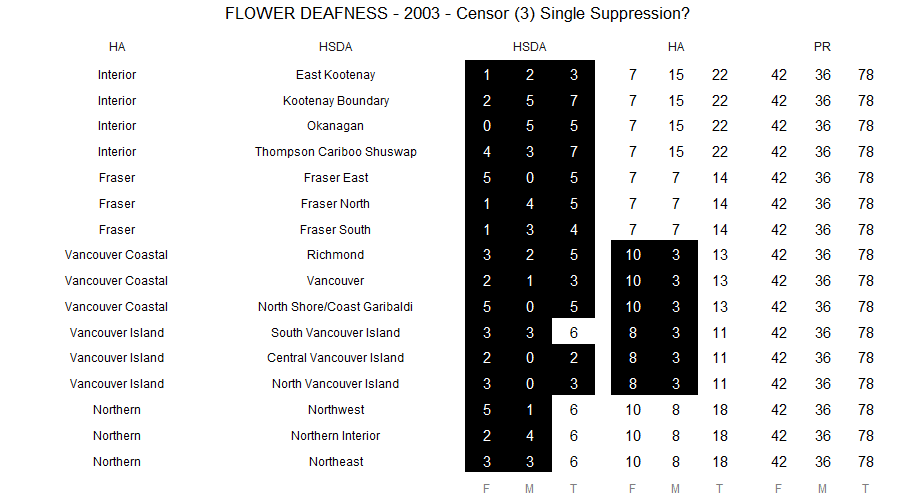 FLOWER DEAFNESS - 2003 - Censor (3) Single Suppression?
HA HSDA HSDA HA PR
Interior East Kootenay 1 2 3 7 15 22 42 36 78
Interior Kootenay Boundary 2 5 7 7 15 22 42 36 78
Interior Okanagan 0 5 5 7 15 22 42 36 78
Interior Thompson Cariboo Shuswap 4 3 7 7 15 22 42 36 78
Fraser Fraser East 5 0 5 7 7 14 42 36 78
Fraser Fraser North 1 4 5 7 7 14 42 36 78
Fraser Fraser South 1 3 4 7 7 14 42 36 78
Vancouver Coastal Richmond 3 2 5 10 3 13 42 36 78
Vancouver Coastal Vancouver 2 1 3 10 3 13 42 36 78
Vancouver Coastal North Shore/Coast Garibaldi 5 0 5 10 3 13 42 36 78
Vancouver Island South Vancouver Island 3 3 6 8 3 11 42 36 78
Vancouver Island Central Vancouver Island 2 0 2 8 3 11 42 36 78
Vancouver Island North Vancouver Island 3 0 3 8 3 11 42 36 78
Northern Northwest 5 1 6 10 8 18 42 36 78
Northern Northern Interior 2 4 6 10 8 18 42 36 78
Northern Northeast 3 3 6 10 8 18 42 36 78
F M T F M T F M T